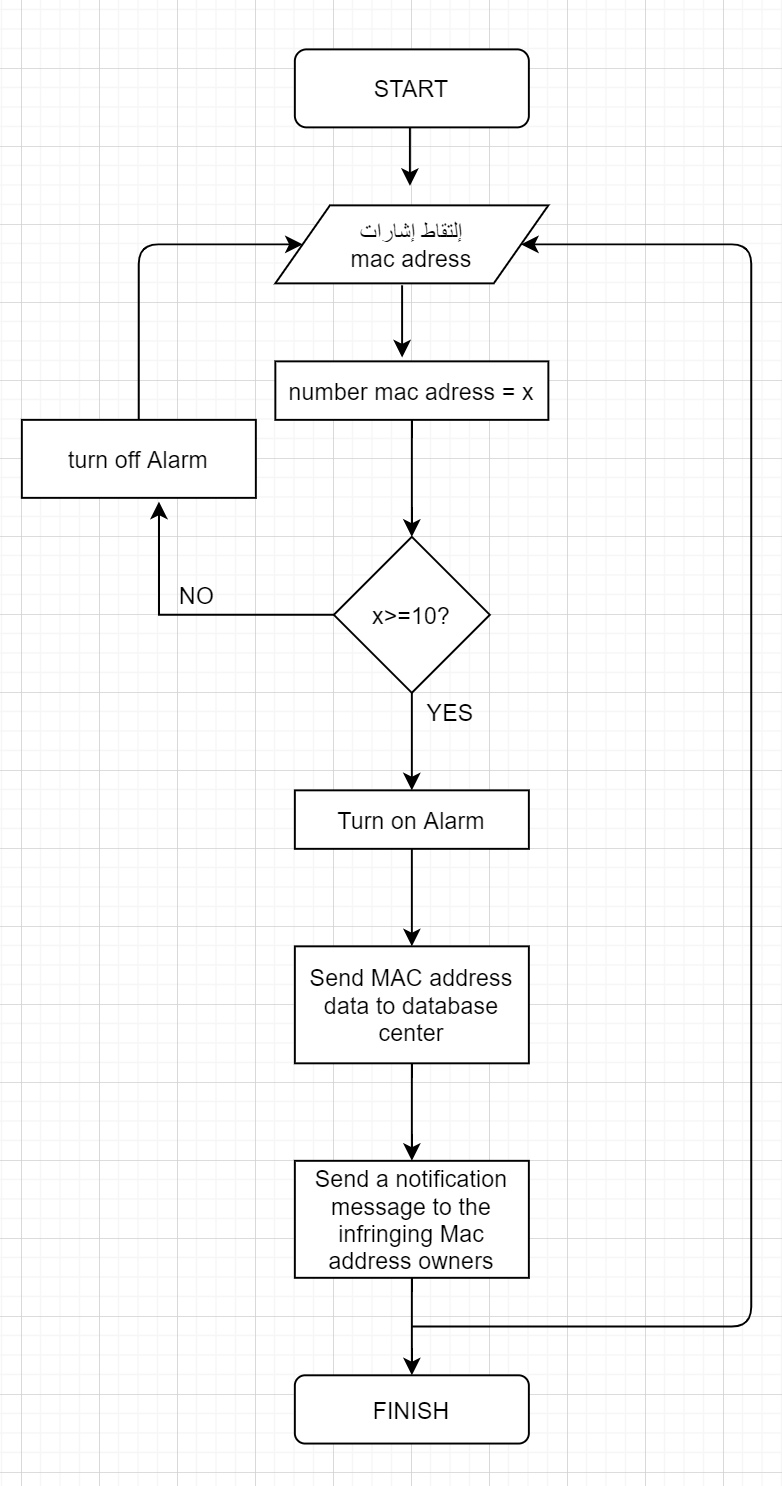 START
إلتقاط إشارات
mac adress
number mac adress = x
turn off Alarm
NO
x>=10?
YES
Turn on Alarm
Send MAC address
data to database
center
Send a notification
message to the
infringing Mac
address owners
FINISH